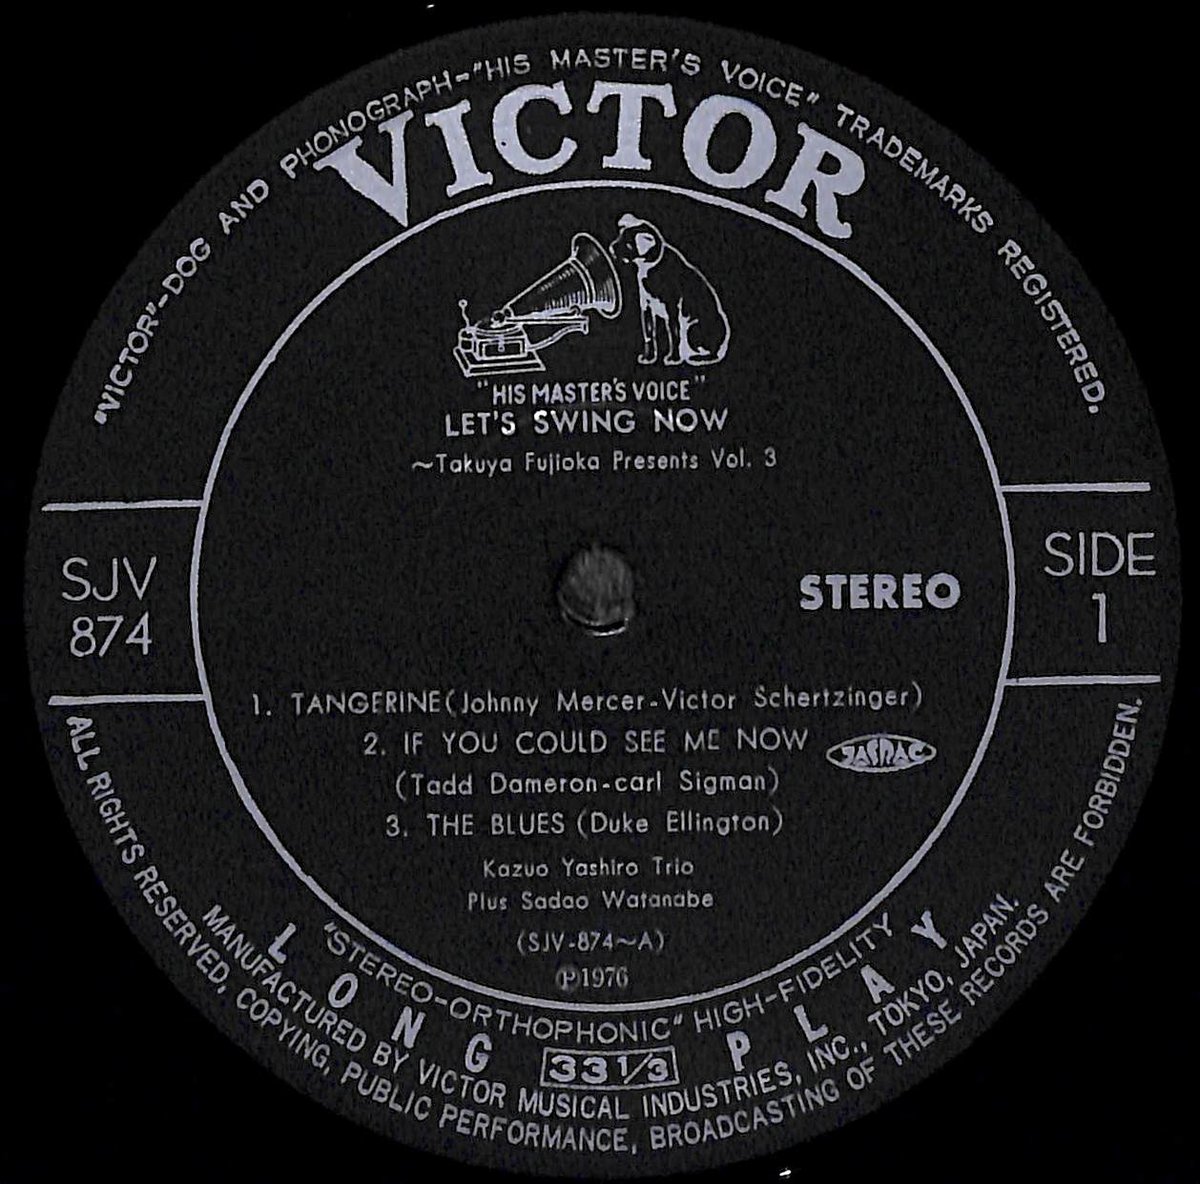 "VICTOR"-DOG AND PHONOGRAPH-"HIS MASTER'S VOICE" TRADEMARKS REGISTERED.
VICTOR
"HIS MASTER'S VOICE"
LET'S SWING NOW
~Takuya Fujioka Presents Vol. 3
SJV
874
STEREO
SIDE
1
1. TANGERINE(Johnny Mercer-Victor Schertzinger)
2. IF YOU COULD SEE ME NOW
JASRAC
(Tadd Dameron-carl Sigman)
3. THE BLUES (Duke Ellington)
Kazuo Yashiro Trio
Plus Sadao Watanabe
(SJV-874~A)
Ⓟ1976
"STEREO-ORTHOPHONIC" HIGH-FIDELITY
LONG 33 1/3 PLAY
MANUFACTURED BY VICTOR MUSICAL INDUSTRIES, INC., TOKYO, JAPAN.
ALL RIGHTS RESERVED, COPYING, PUBLIC PERFORMANCE, BROADCASTING OF THESE RECORDS ARE FORBIDDEN.